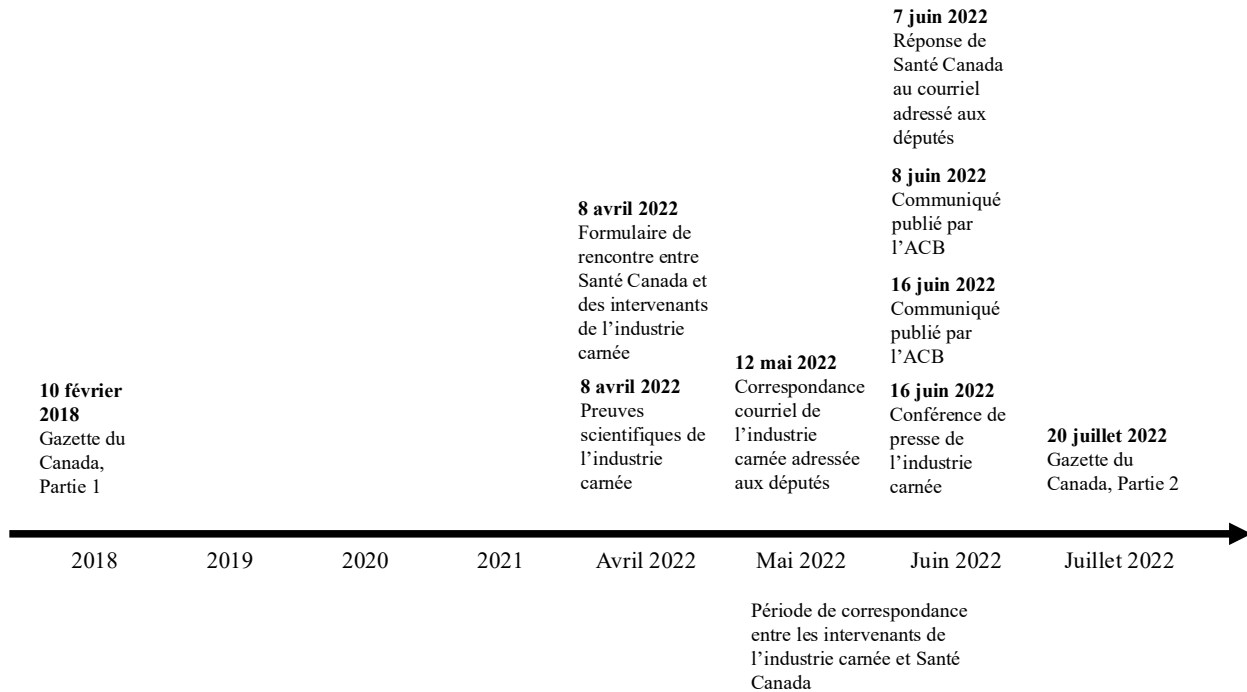 10 février
2018
Gazette du
Canada,
Partie 1
8 avril 2022
Formulaire de
rencontre entre
Santé Canada et
des intervenants
de l’industrie
carnée
8 avril 2022
Preuves
scientifiques de
l’industrie
carnée
12 mai 2022
Correspondance
courriel de
l’industrie
carnée adressée
aux députés
7 juin 2022
Réponse de
Santé Canada
au courriel
adressé aux
députés
8 juin 2022
Communiqué
publié par
l’ACB
16 juin 2022
Communiqué
publié par
l’ACB
16 juin 2022
Conférence de
presse de
l’industrie
carnée
20 juillet 2022
Gazette du
Canada, Partie 2
2018
2019
2020
2021
Avril 2022
Mai 2022
Juin 2022
Juillet 2022
Période de correspondance
entre les intervenants de
l’industrie carnée et Santé
Canada